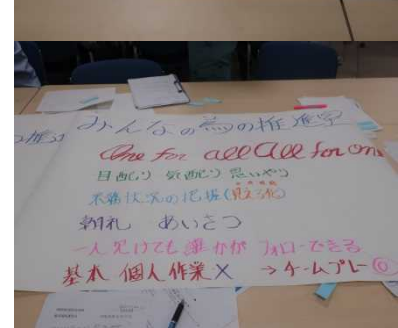 みんなの為の推進室
One for all All for one
目配り 気配り 思いやり
業務状況の把握(見える化)
朝礼 あいさつ
一人欠けても誰かがフォローできる
基本 個人作業 × → チームプレー ◎